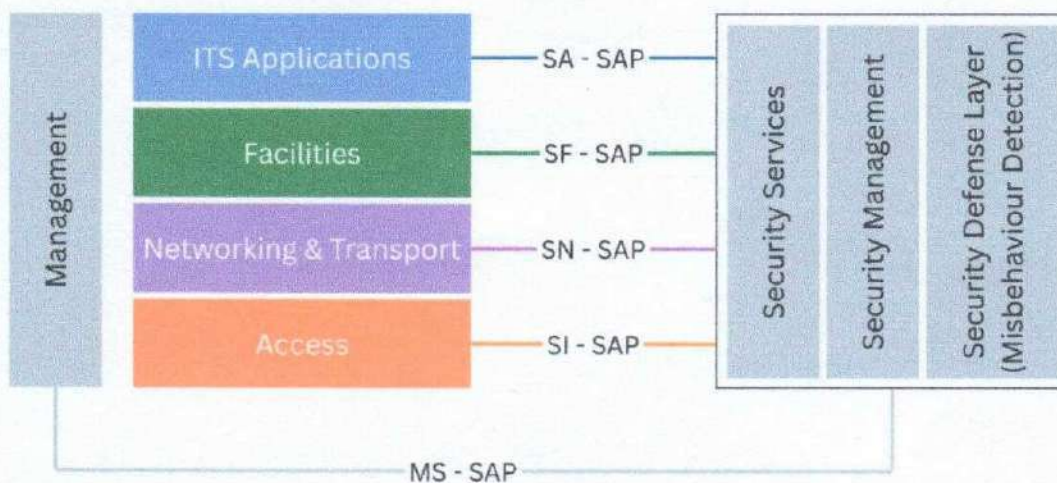 Management
ITS Applications
SA - SAP
Facilities
SF - SAP
Networking & Transport
SN - SAP
Access
SI - SAP
Security Services
Security Management
Security Defense Layer
(Misbehaviour Detection)
MS - SAP